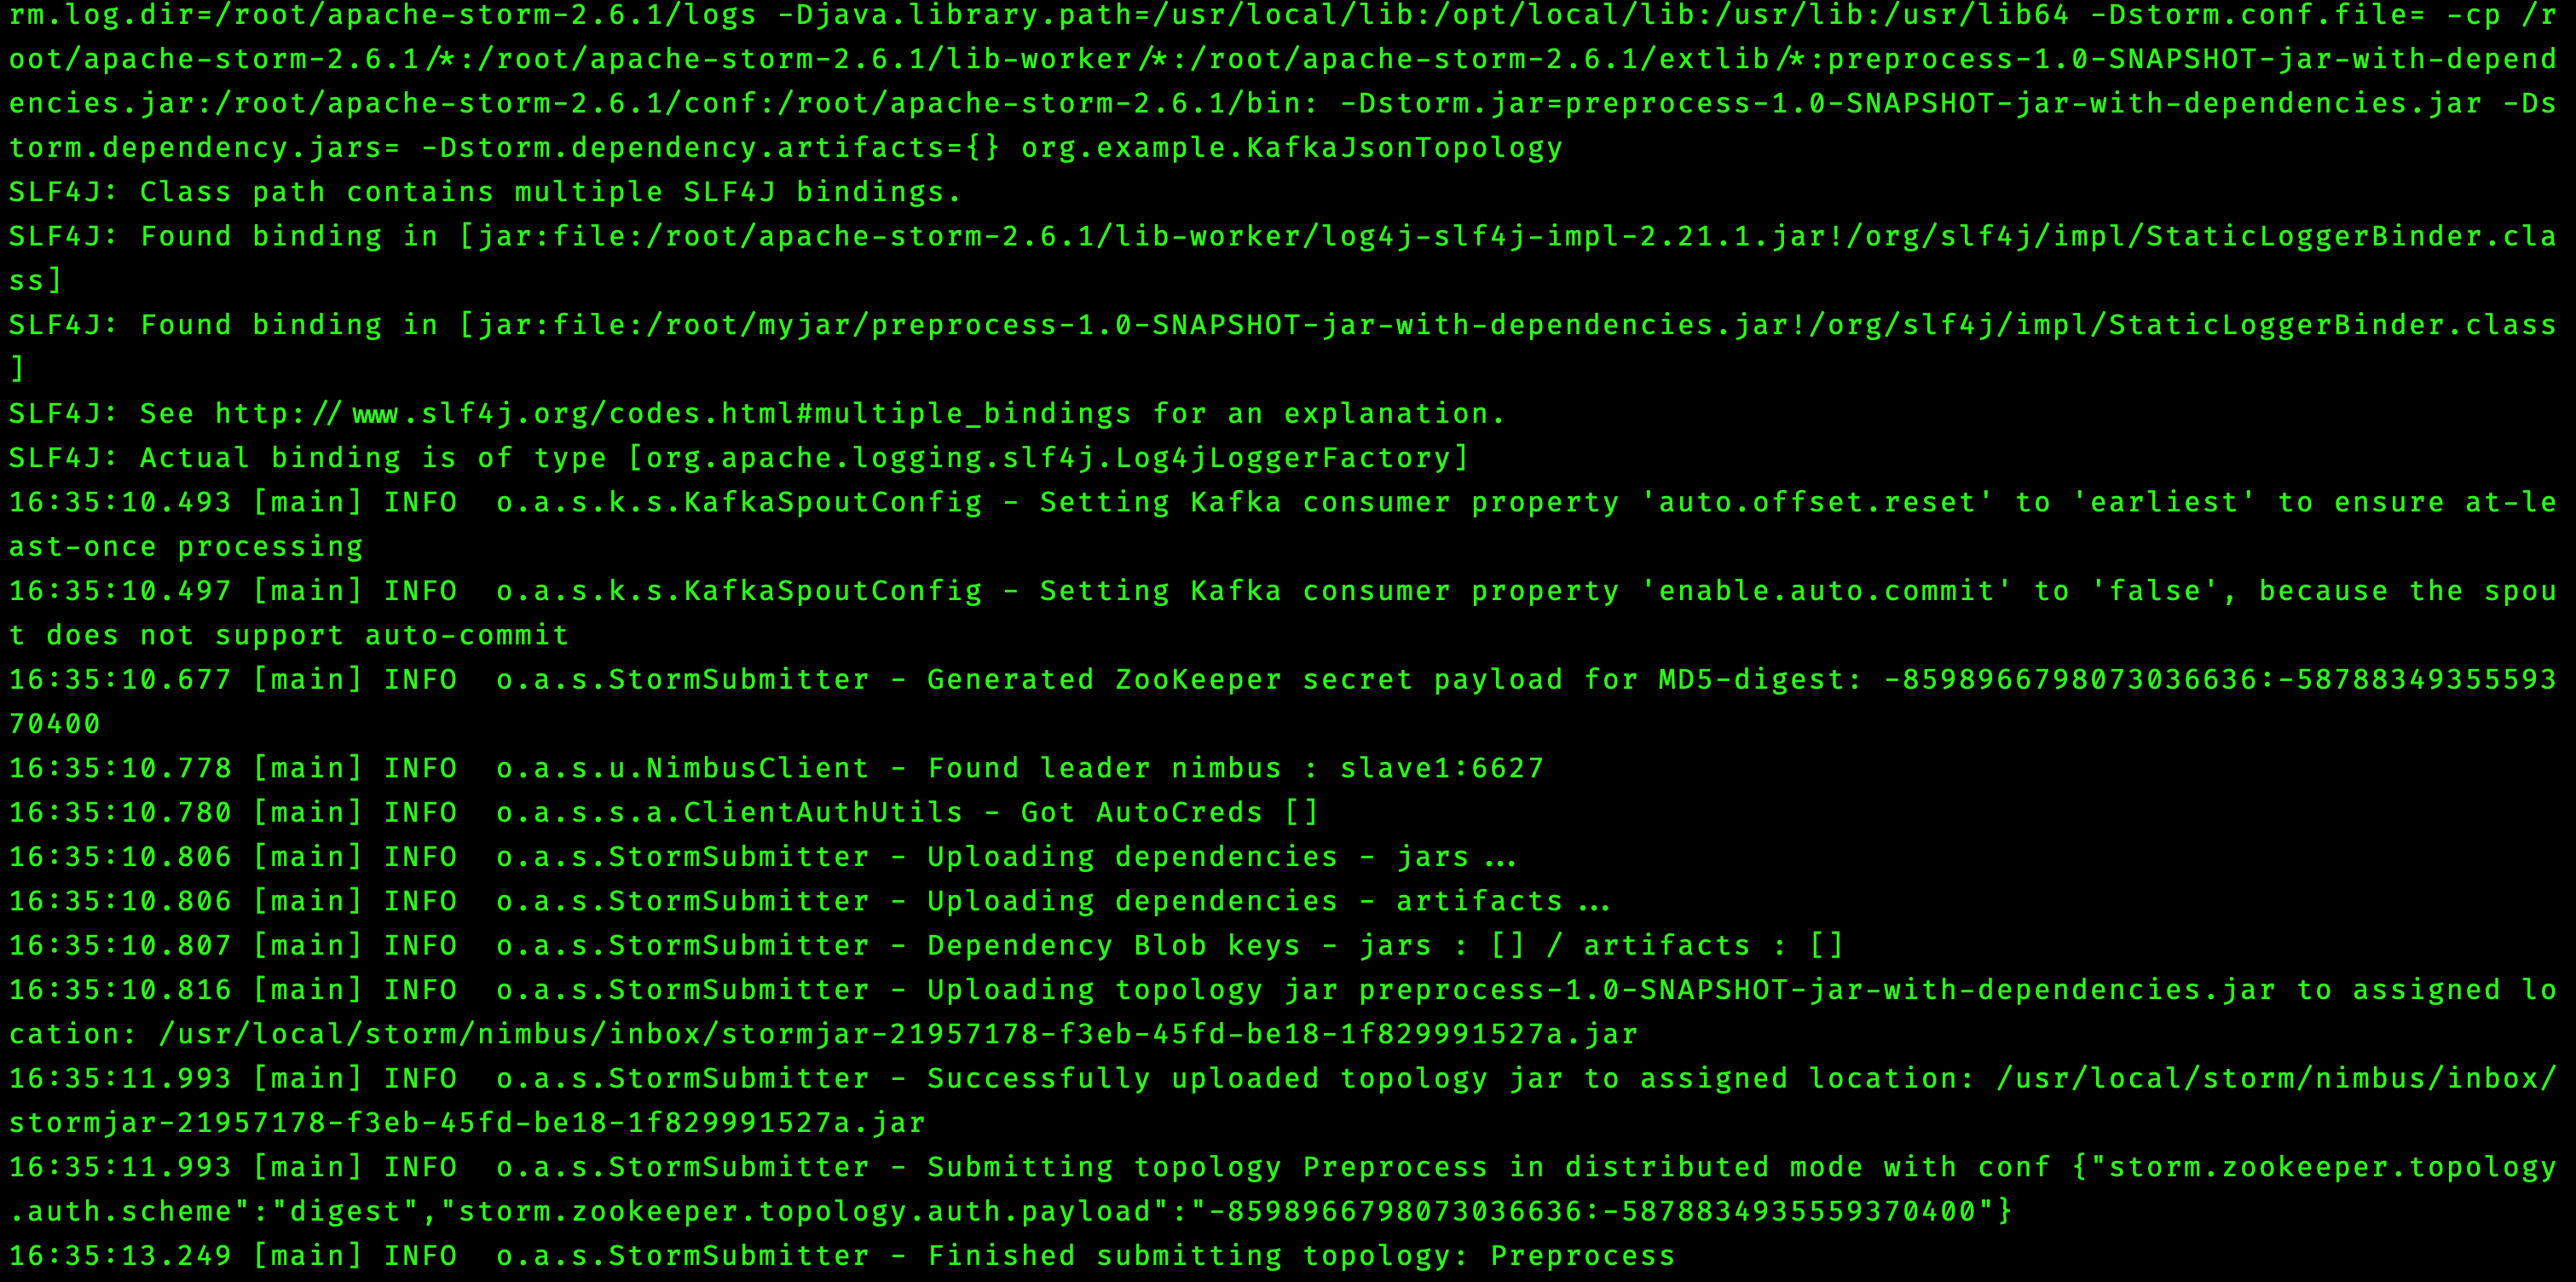 rm.log.dir=/root/apache-storm-2.6.1/logs -Djava.library.path=/usr/local/lib:/opt/local/lib:/usr/lib:/usr/lib64 -Dstorm.conf.file= -cp /r
oot/apache-storm-2.6.1/*:/root/apache-storm-2.6.1/lib-worker/*:/root/apache-storm-2.6.1/extlib/*:preprocess-1.0-SNAPSHOT-jar-with-depend
encies.jar:/root/apache-storm-2.6.1/conf:/root/apache-storm-2.6.1/bin: -Dstorm.jar=preprocess-1.0-SNAPSHOT-jar-with-dependencies.jar -Ds
torm.dependency.jars= -Dstorm.dependency.artifacts={} org.example.KafkaJsonTopology
SLF4J: Class path contains multiple SLF4J bindings.
SLF4J: Found binding in [jar:file:/root/apache-storm-2.6.1/lib-worker/log4j-slf4j-impl-2.21.1.jar!/org/slf4j/impl/StaticLoggerBinder.cla
ss]
SLF4J: Found binding in [jar:file:/root/myjar/preprocess-1.0-SNAPSHOT-jar-with-dependencies.jar!/org/slf4j/impl/StaticLoggerBinder.class
]
SLF4J: See http://www.slf4j.org/codes.html#multiple_bindings for an explanation.
SLF4J: Actual binding is of type [org.apache.logging.slf4j.Log4jLoggerFactory]
16:35:10.493 [main] INFO  o.a.s.k.s.KafkaSpoutConfig - Setting Kafka consumer property 'auto.offset.reset' to 'earliest' to ensure at-le
ast-once processing
16:35:10.497 [main] INFO  o.a.s.k.s.KafkaSpoutConfig - Setting Kafka consumer property 'enable.auto.commit' to 'false', because the spou
t does not support auto-commit
16:35:10.677 [main] INFO  o.a.s.StormSubmitter - Generated ZooKeeper secret payload for MD5-digest: -8598966798073036636:-58788349355593
70400
16:35:10.778 [main] INFO  o.a.s.u.NimbusClient - Found leader nimbus : slave1:6627
16:35:10.780 [main] INFO  o.a.s.s.a.ClientAuthUtils - Got AutoCreds []
16:35:10.806 [main] INFO  o.a.s.StormSubmitter - Uploading dependencies - jars...
16:35:10.806 [main] INFO  o.a.s.StormSubmitter - Uploading dependencies - artifacts...
16:35:10.807 [main] INFO  o.a.s.StormSubmitter - Dependency Blob keys - jars : [] / artifacts : []
16:35:10.816 [main] INFO  o.a.s.StormSubmitter - Uploading topology jar preprocess-1.0-SNAPSHOT-jar-with-dependencies.jar to assigned lo
cation: /usr/local/storm/nimbus/inbox/stormjar-21957178-f3eb-45fd-be18-1f829991527a.jar
16:35:11.993 [main] INFO  o.a.s.StormSubmitter - Successfully uploaded topology jar to assigned location: /usr/local/storm/nimbus/inbox/
stormjar-21957178-f3eb-45fd-be18-1f829991527a.jar
16:35:11.993 [main] INFO  o.a.s.StormSubmitter - Submitting topology Preprocess in distributed mode with conf {"storm.zookeeper.topology
.auth.scheme":"digest","storm.zookeeper.topology.auth.payload":"-8598966798073036636:-5878834935559370400"}
16:35:13.249 [main] INFO  o.a.s.StormSubmitter - Finished submitting topology: Preprocess